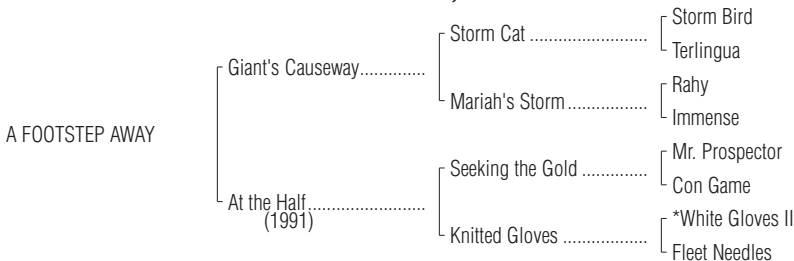 Storm Bird
Storm Cat ........................
Terlingua
Giant's Causeway..............
Rahy
Mariah's Storm.................
Immense
A FOOTSTEP AWAY
Mr. Prospector
Seeking the Gold ..............
Con Game
At the Half.........................
(1991)
*White Gloves II
Knitted Gloves ..................
Fleet Needles